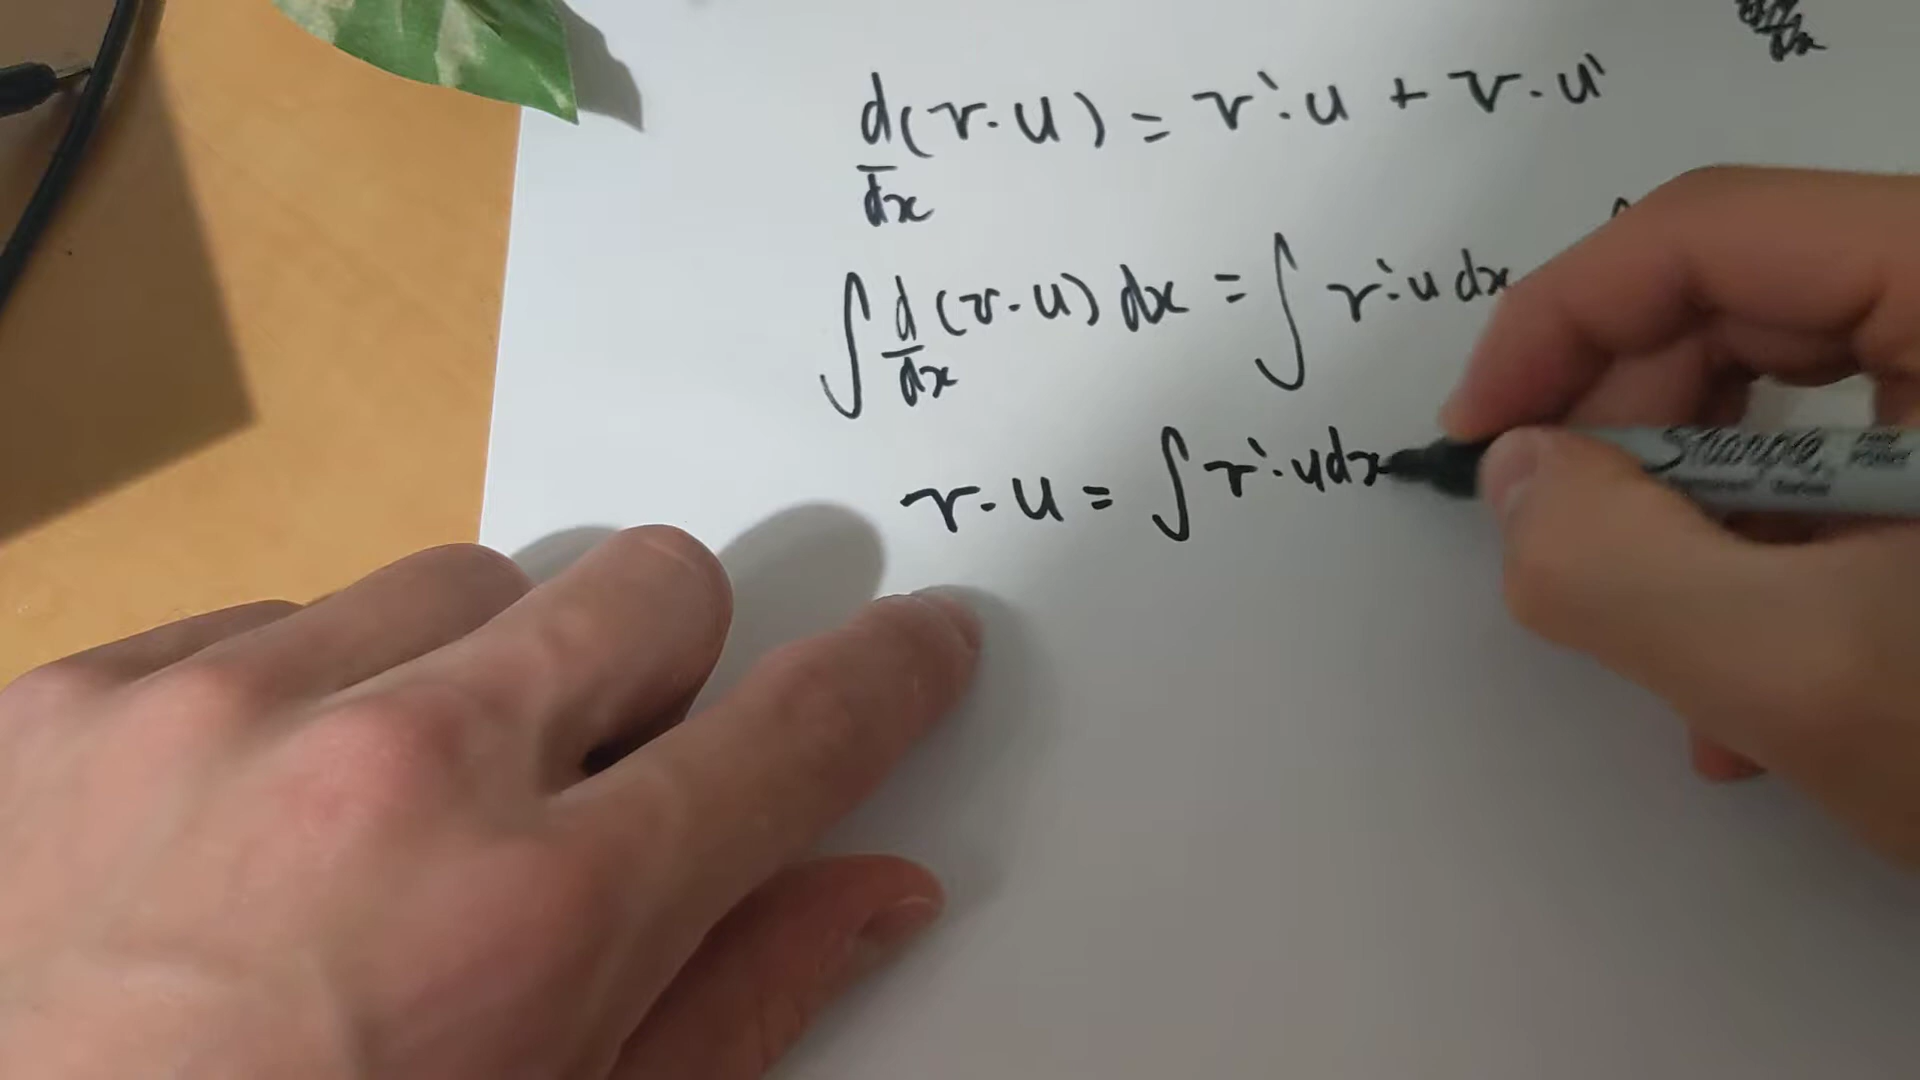 d/dx (v · u) = v' · u + v · u'
∫ d/dx (v · u) dx = ∫ v' · u dx
v · u = ∫ v' · u dx
Sharpie